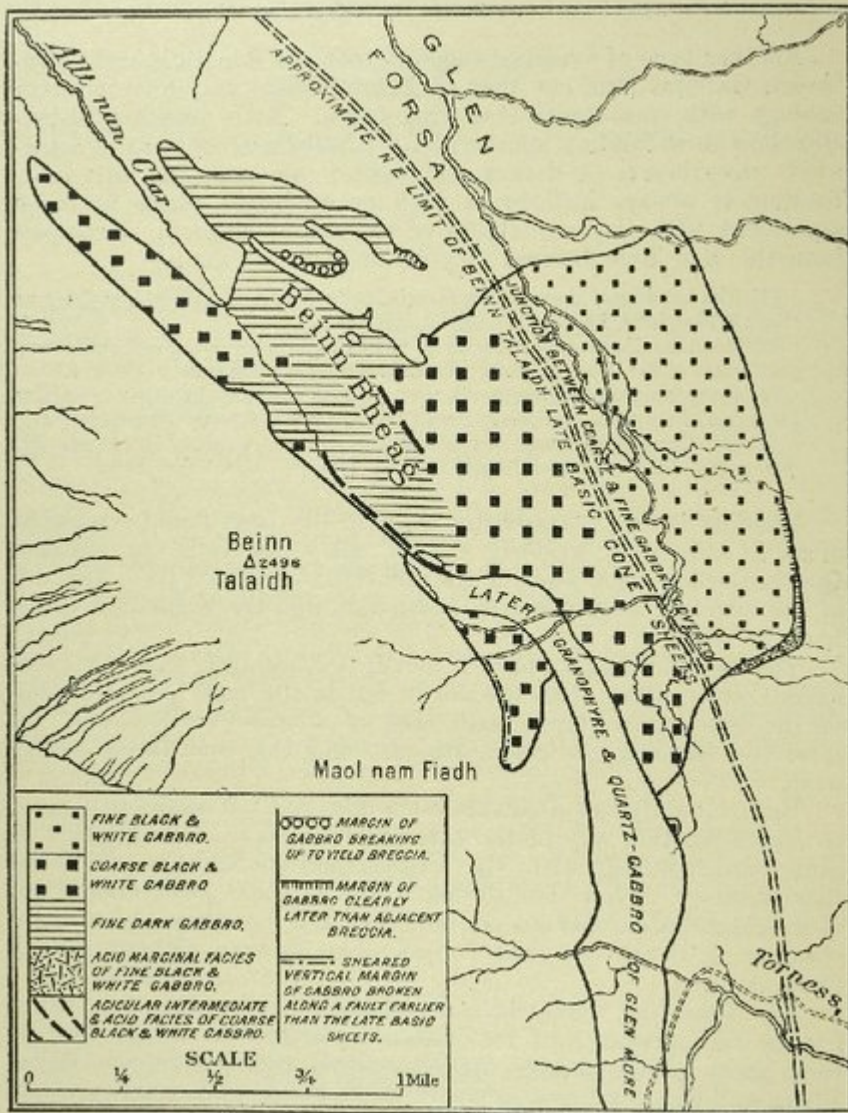 Allt nan Clar
GLEN FORSA
APPROXIMATE N.E. LIMIT OF BEINN TALAIDH LATE BASIC CONE-SHEETS
JUNCTION BETWEEN COARSE & FINE GABBRO
Beinn Bheag
Beinn
Δ2496
Talaidh
LATER GRANOPHYRE & QUARTZ-GABBRO OF GLEN MORE
Maol nam Fiadh
Torness,
FINE BLACK &
WHITE GABBRO.
COARSE BLACK &
WHITE GABBRO
FINE DARK GABBRO.
ACID MARGINAL FACIES
OF FINE BLACK &
WHITE GABBRO.
ACICULAR INTERMEDIATE
& ACID FACIES OF COARSE
BLACK & WHITE GABBRO.
MARGIN OF
GABBRO BREAKING
UP TO YIELD BRECCIA.
MARGIN OF
GABBRO CLEARLY
LATER THAN ADJACENT
BRECCIA.
SHEARED
VERTICAL MARGIN
OF GABBRO BROKEN
ALONG A FAULT EARLIER
THAN THE LATE BASIC
SHEETS.
SCALE
0 ¼ ½ ¾ 1 Mile